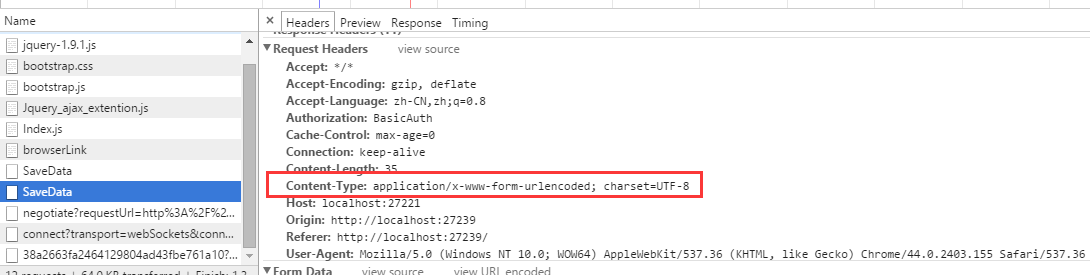 Name
jquery-1.9.1.js
bootstrap.css
bootstrap.js
Jquery_ajax_extention.js
Index.js
browserLink
SaveData
SaveData
negotiate?requestUrl=http%3A%2F%2...
connect?transport=webSockets&conn...
38a2663fa2464129804ad43fbe761a10?...
× Headers Preview Response Timing
Request Headers view source
Accept: */*
Accept-Encoding: gzip, deflate
Accept-Language: zh-CN,zh;q=0.8
Authorization: BasicAuth
Cache-Control: max-age=0
Connection: keep-alive
Content-Length: 35
Content-Type: application/x-www-form-urlencoded; charset=UTF-8
Host: localhost:27221
Origin: http://localhost:27239
Referer: http://localhost:27239/
User-Agent: Mozilla/5.0 (Windows NT 10.0; WOW64) AppleWebKit/537.36 (KHTML, like Gecko) Chrome/44.0.2403.155 Safari/537.36
Form Data view source view URL encoded